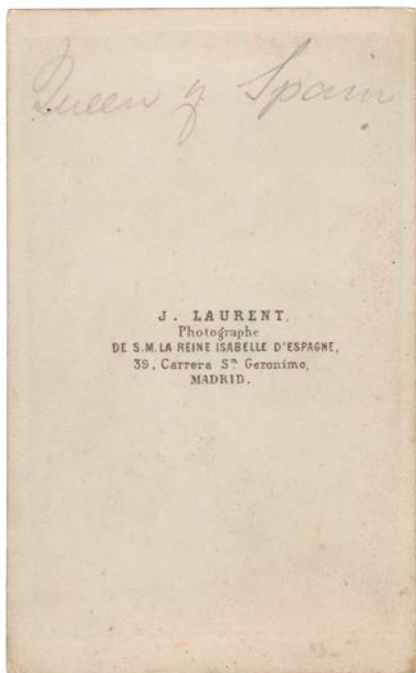 Queen of Spain
J. LAURENT.
Photographe
DE S.M. LA REINE ISABELLE D'ESPAGNE,
39, Carrera Sn Geronimo,
MADRID.